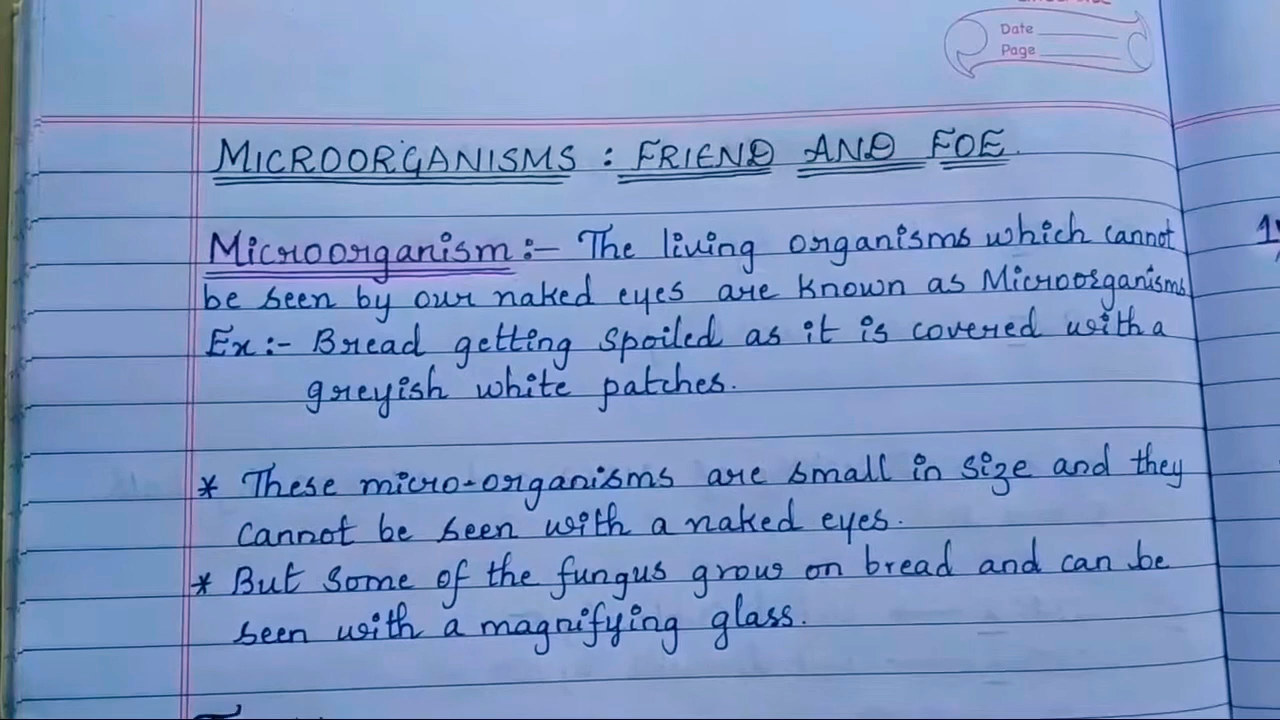 Date
Page
MICROORGANISMS : FRIEND AND FOE.
Microorganism :- The living organisms which cannot
be seen by our naked eyes are known as Microorganisms
Ex :- Bread getting spoiled as it is covered with a
greyish white patches.
* These micro-organisms are small in size and they
cannot be seen with a naked eyes.
* But some of the fungus grow on bread and can be
seen with a magnifying glass.